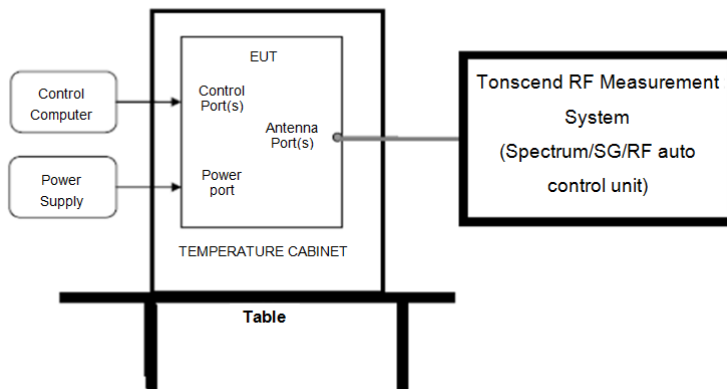 EUT
Control
Computer
Control
Port(s)
Antenna
Port(s)
Power
Supply
Power
port
TEMPERATURE CABINET
Table
Tonscend RF Measurement
System
(Spectrum/SG/RF auto
control unit)